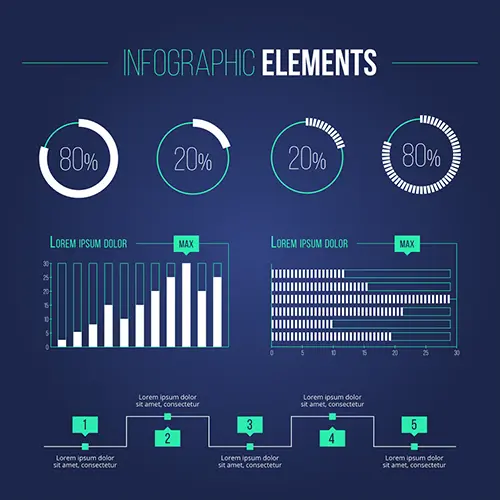 INFOGRAPHIC ELEMENTS
80%
20%
20%
80%
LOREM IPSUM DOLOR
MAX
30
25
20
15
10
5
0
LOREM IPSUM DOLOR
MAX
0
5
10
15
20
25
30
1
Lorem ipsum dolor
sit amet, consectetur
Lorem ipsum dolor
sit amet, consectetur
2
3
Lorem ipsum dolor
sit amet, consectetur
Lorem ipsum dolor
sit amet, consectetur
4
5
Lorem ipsum dolor
sit amet, consectetur